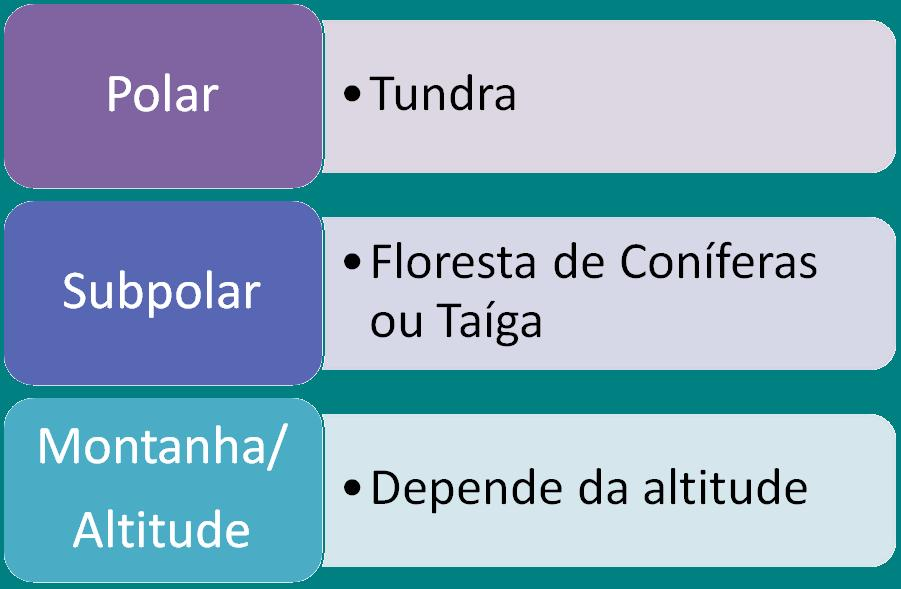 Polar
• Tundra
Subpolar
• Floresta de Coníferas
ou Taíga
Montanha/
Altitude
• Depende da altitude